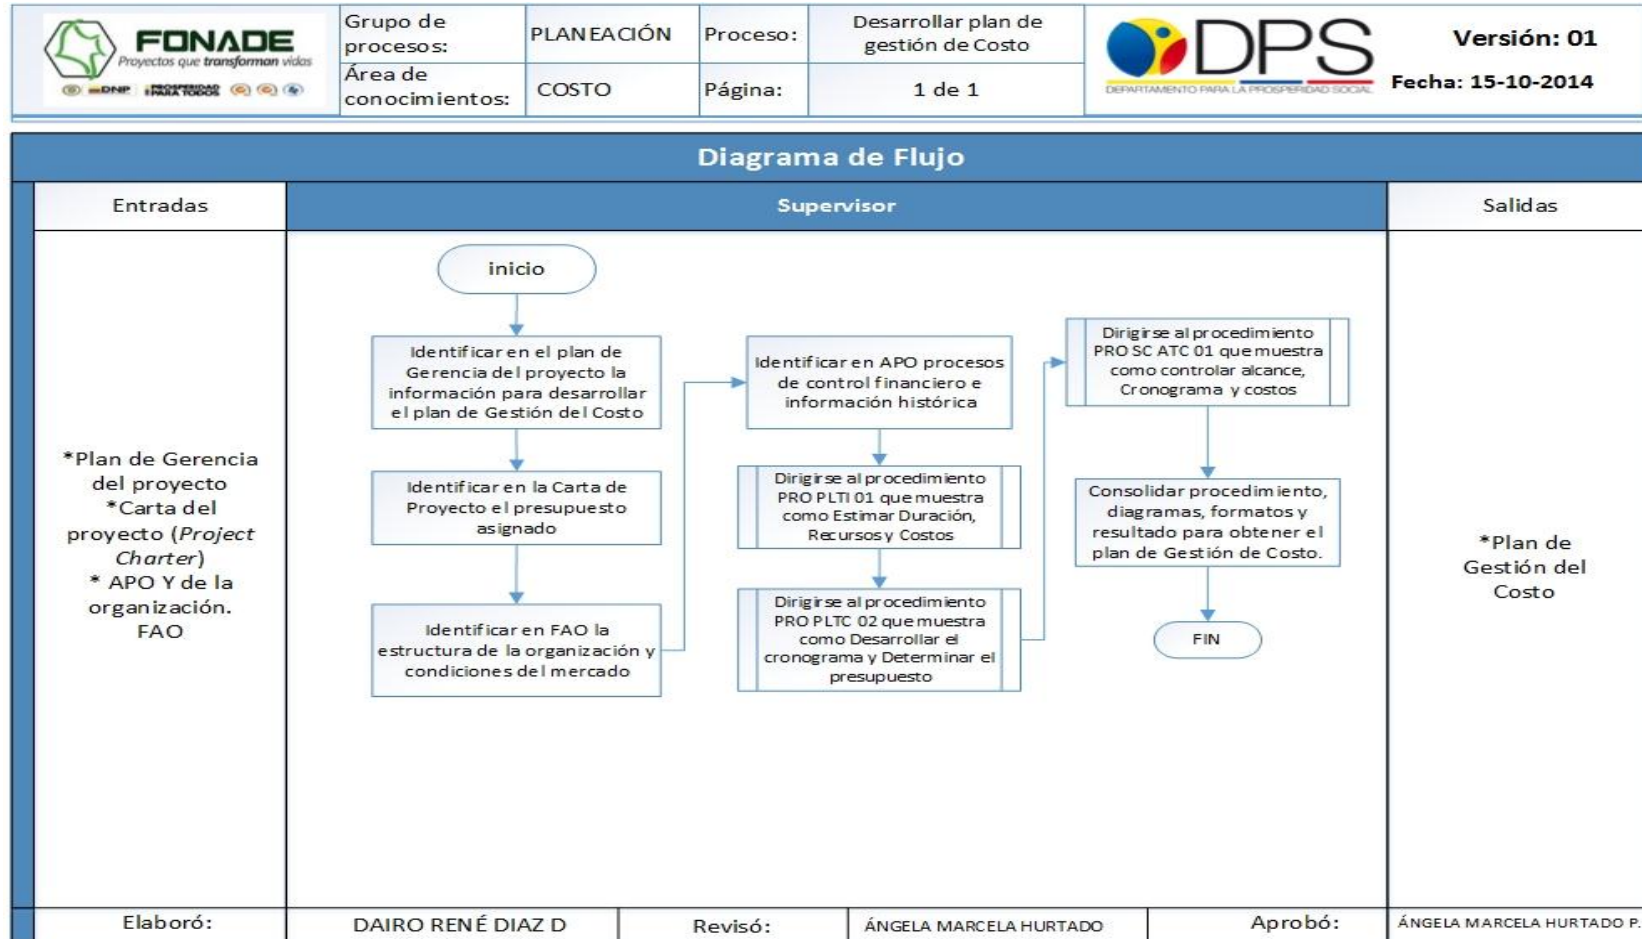 FONADE
Proyectos que transforman vidas
DNP
PROSPERIDAD
PARA TODOS
Grupo de
procesos:
PLANEACIÓN
Proceso:
Desarrollar plan de
gestión de Costo
Área de
conocimientos:
COSTO
Página:
1 de 1
DPS
DEPARTAMENTO PARA LA PROSPERIDAD SOCIAL
Versión: 01
Fecha: 15-10-2014
Diagrama de Flujo
Entradas
Supervisor
Salidas
*Plan de Gerencia
del proyecto
*Carta del
proyecto (Project
Charter)
* APO Y de la
organización.
FAO
inicio
Identificar en el plan de
Gerencia del proyecto la
información para desarrollar
el plan de Gestión del Costo
Identificar en la Carta de
Proyecto el presupuesto
asignado
Identificar en FAO la
estructura de la organización y
condiciones del mercado
Identificar en APO procesos
de control financiero e
información histórica
Dirigirse al procedimiento
PRO PLTI 01 que muestra
como Estimar Duración,
Recursos y Costos
Dirigirse al procedimiento
PRO PLTC 02 que muestra
como Desarrollar el
cronograma y Determinar el
presupuesto
Dirigirse al procedimiento
PRO SC ATC 01 que muestra
como controlar alcance,
Cronograma y costos
Consolidar procedimiento,
diagramas, formatos y
resultado para obtener el
plan de Gestión de Costo.
FIN
*Plan de
Gestión del
Costo
Elaboró:
DAIRO RENÉ DIAZ D
Revisó:
ÁNGELA MARCELA HURTADO
Aprobó:
ÁNGELA MARCELA HURTADO P.